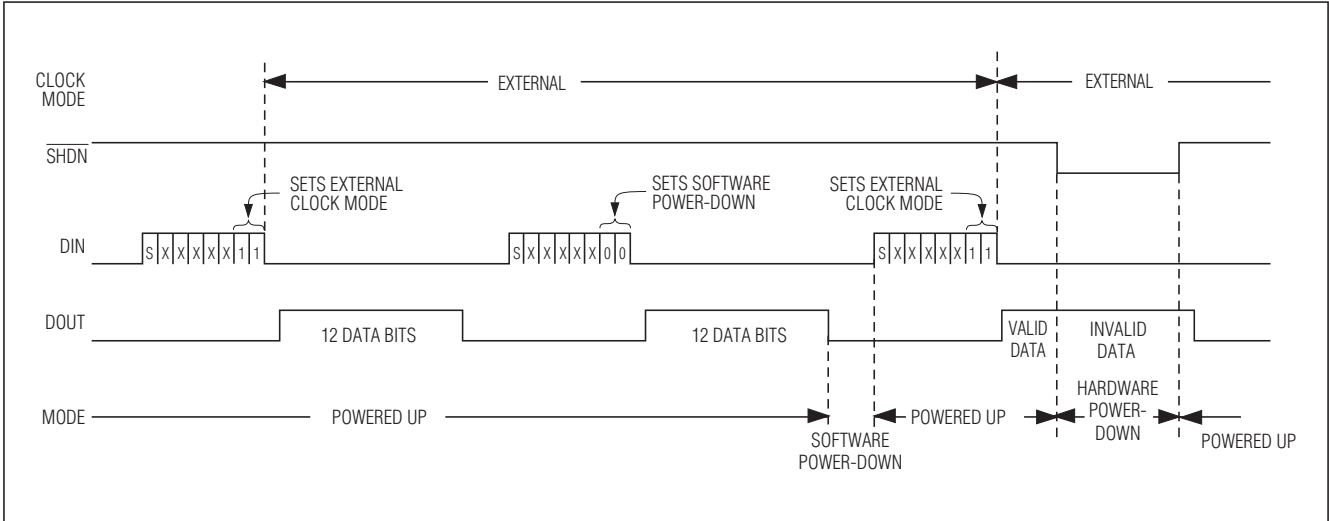 CLOCK
MODE
EXTERNAL
EXTERNAL
SHDN
SETS EXTERNAL
CLOCK MODE
SETS SOFTWARE
POWER-DOWN
SETS EXTERNAL
CLOCK MODE
DIN
S X X X X X 1 1
S X X X X X 0 0
S X X X X X 1 1
DOUT
12 DATA BITS
12 DATA BITS
VALID
DATA
INVALID
DATA
MODE
POWERED UP
SOFTWARE
POWER-DOWN
POWERED UP
HARDWARE
POWER-
DOWN
POWERED UP